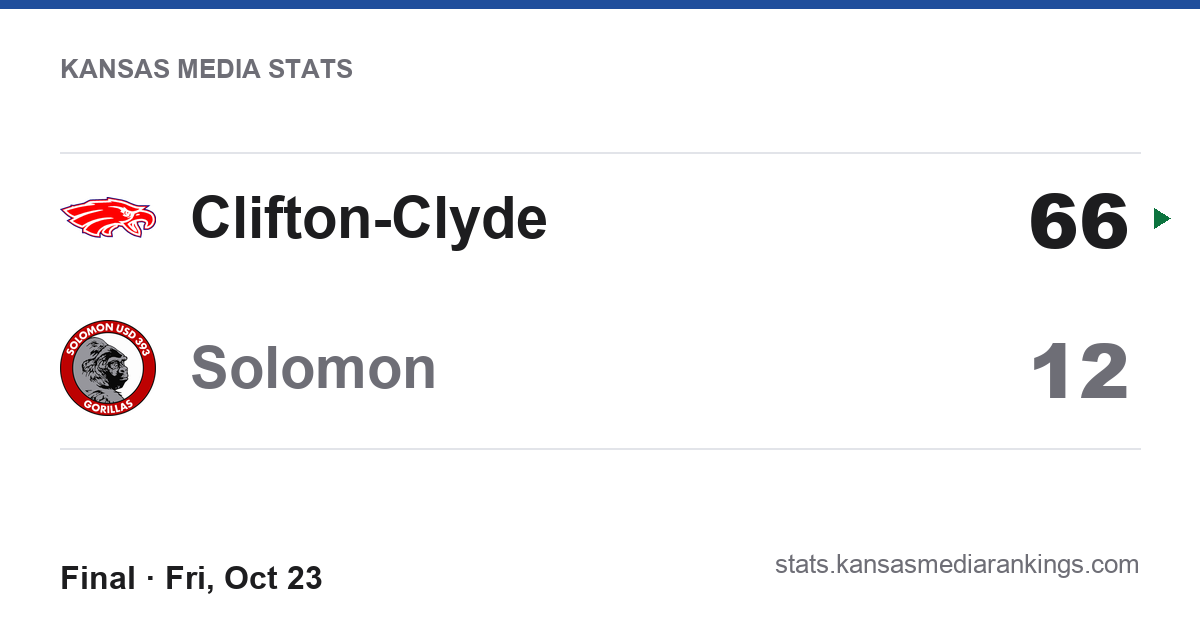 KANSAS MEDIA STATS
Clifton-Clyde 66
SOLOMON USD 393
GORILLAS
Solomon 12
Final · Fri, Oct 23
stats.kansasmediarankings.com